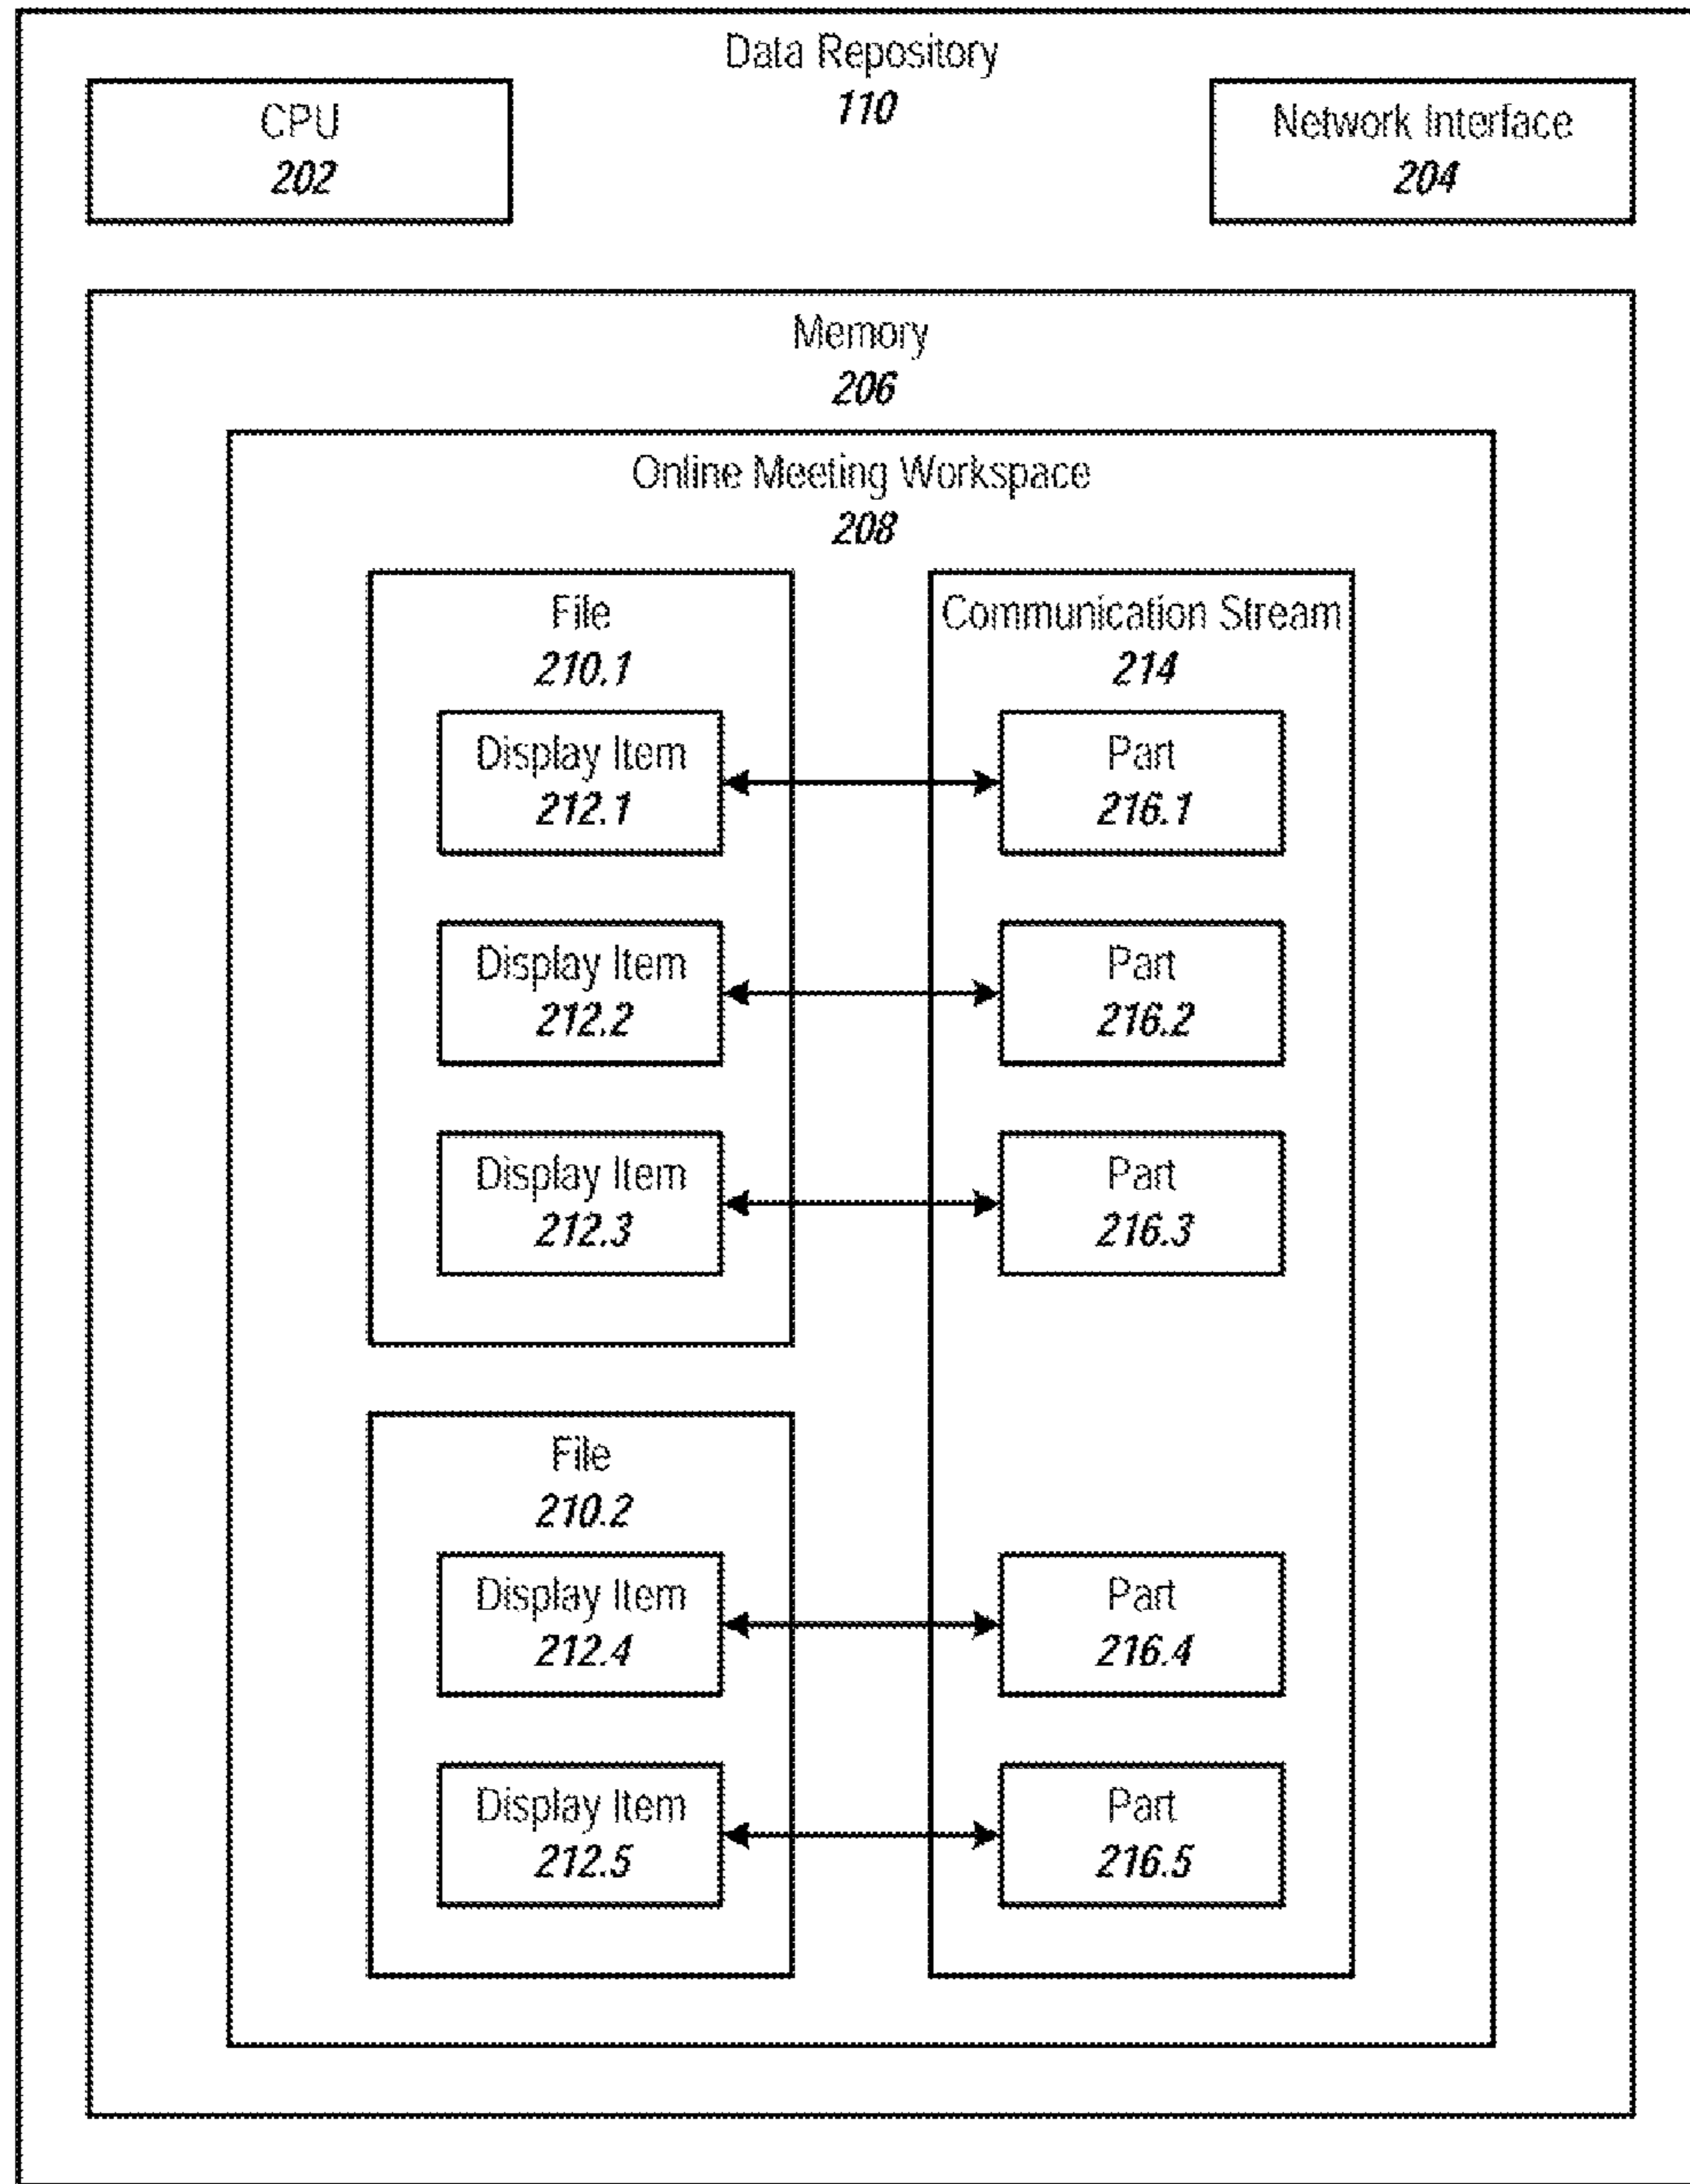 Data Repository
110
CPU
202
Network Interface
204
Memory
206
Online Meeting Workspace
208
File
210.1
Communication Stream
214
Display Item
212.1
Part
216.1
Display Item
212.2
Part
216.2
Display Item
212.3
Part
216.3
File
210.2
Display Item
212.4
Part
216.4
Display Item
212.5
Part
216.5